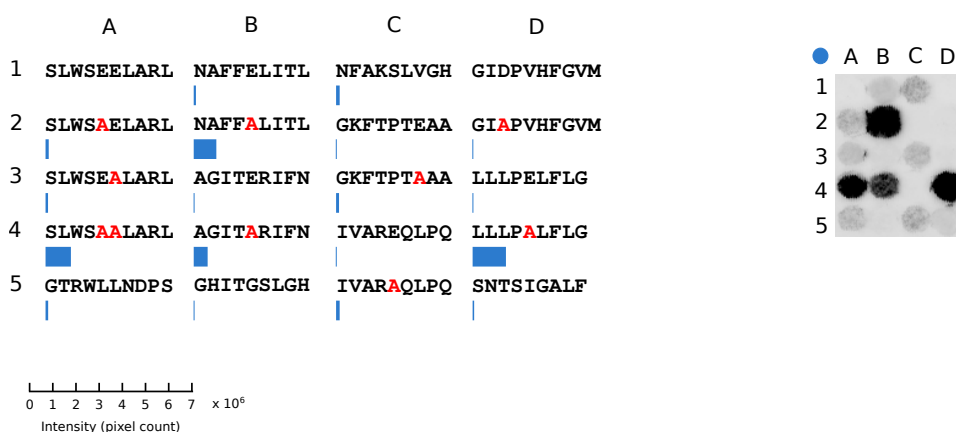 A B C D
1 SLWSEELARL NAFFELITL NFAKSLVGH GIDPVHFGVM
2 SLWSAELARL NAFFALITL GKFTPTEAA GIAPVHFGVM
3 SLWSEALARL AGITERIFN GKFTPTAAA LLLPELFLG
4 SLWSAALARL AGITARIFN IVAREQLPQ LLLPALFLG
5 GTRWLLNDPS GHITGSLGH IVARAQLPQ SNTSIGALF
0 1 2 3 4 5 6 7 x 10⁶
Intensity (pixel count)
A B C D
1
2
3
4
5